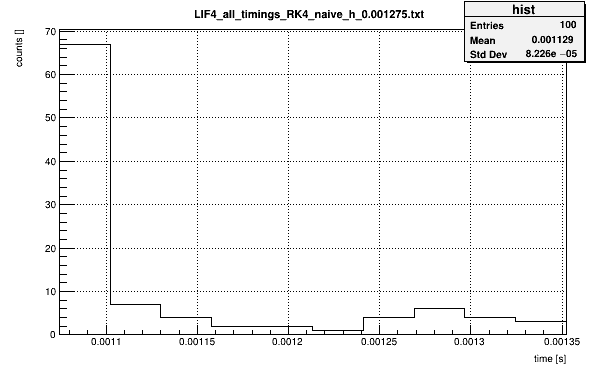 LIF4_all_timings_RK4_naive_h_0.001275.txt
hist
Entries 100
Mean 0.001129
Std Dev 8.226e −05
counts []
70
60
50
40
30
20
10
0
0.0011 0.00115 0.0012 0.00125 0.0013 0.00135
time [s]